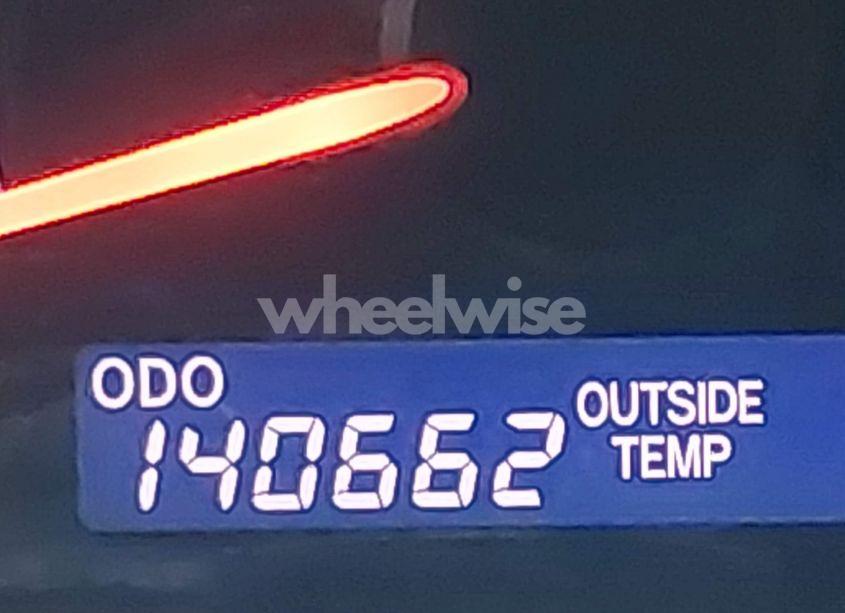 wheelwise
ODO
140662
OUTSIDE
TEMP